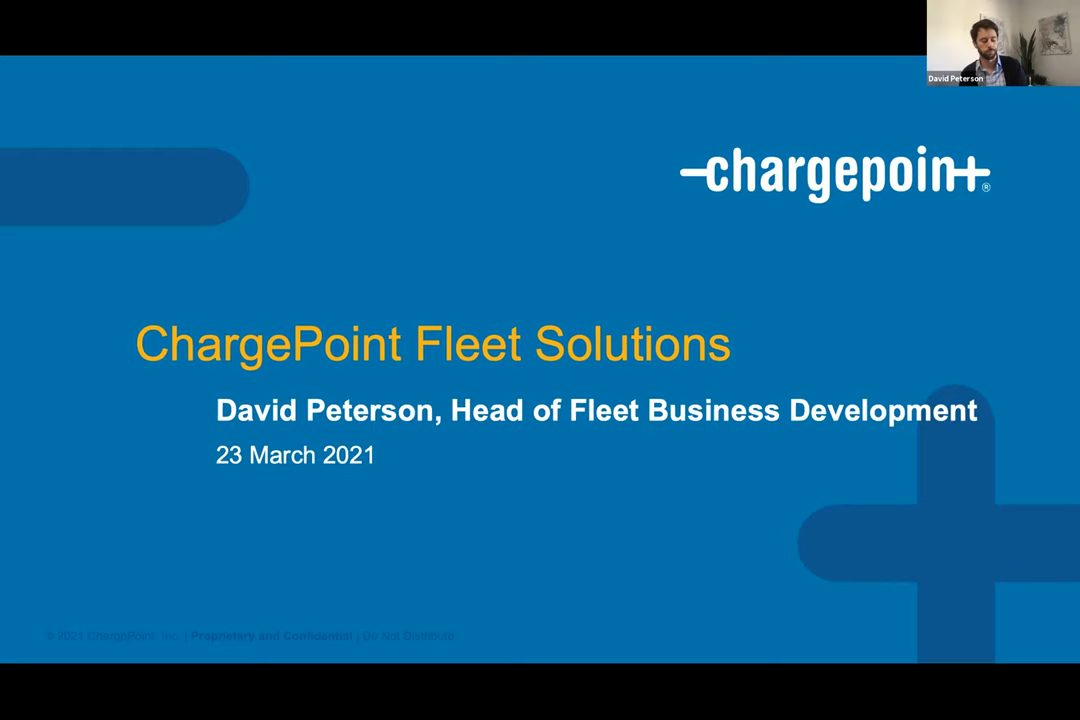 David Peterson
chargepoint®
ChargePoint Fleet Solutions
David Peterson, Head of Fleet Business Development
23 March 2021
© 2021 ChargePoint, Inc. | Proprietary and Confidential | Do Not Distribute